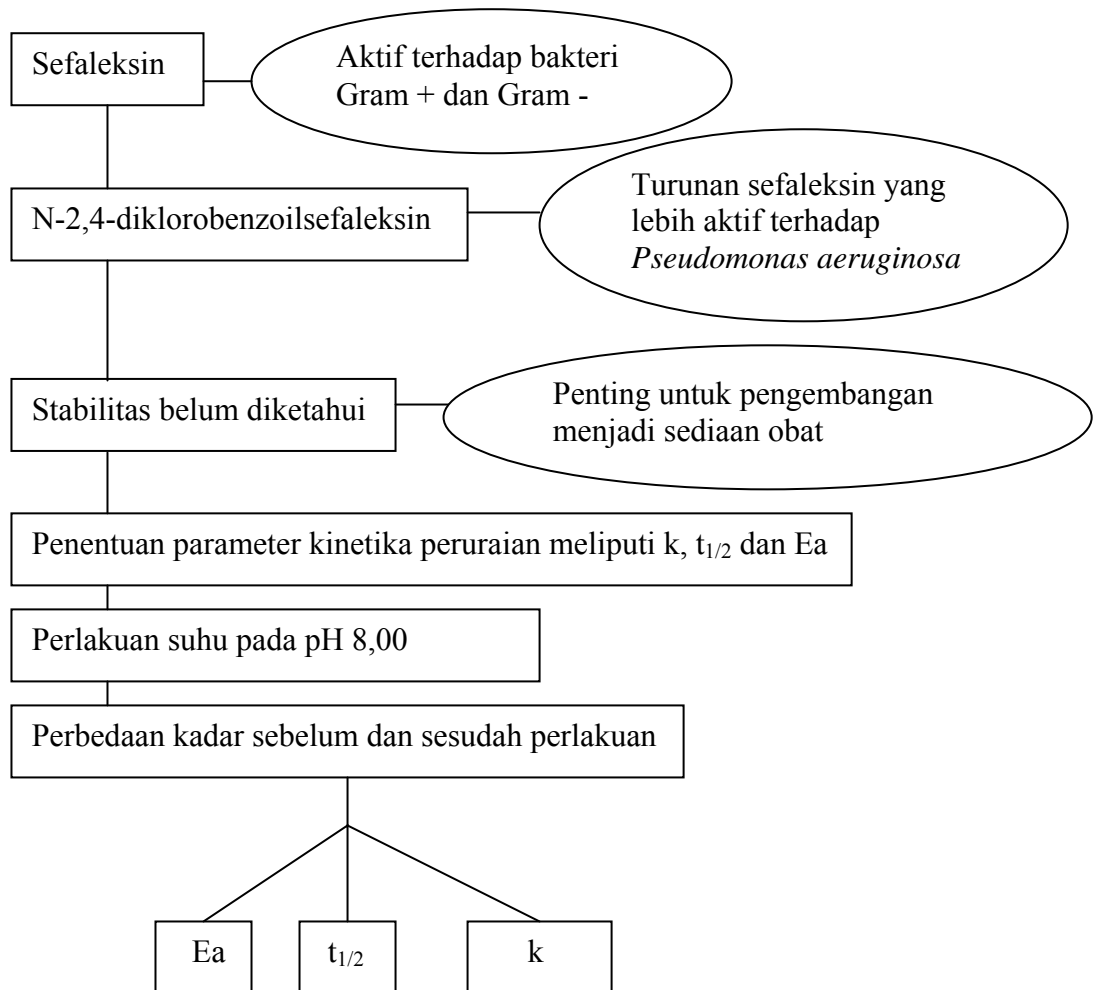 Sefaleksin
Aktif terhadap bakteri
Gram + dan Gram -
N-2,4-diklorobenzoilsefaleksin
Turunan sefaleksin yang
lebih aktif terhadap
Pseudomonas aeruginosa
Stabilitas belum diketahui
Penting untuk pengembangan
menjadi sediaan obat
Penentuan parameter kinetika peruraian meliputi k, t1/2 dan Ea
Perlakuan suhu pada pH 8,00
Perbedaan kadar sebelum dan sesudah perlakuan
Ea
t1/2
k